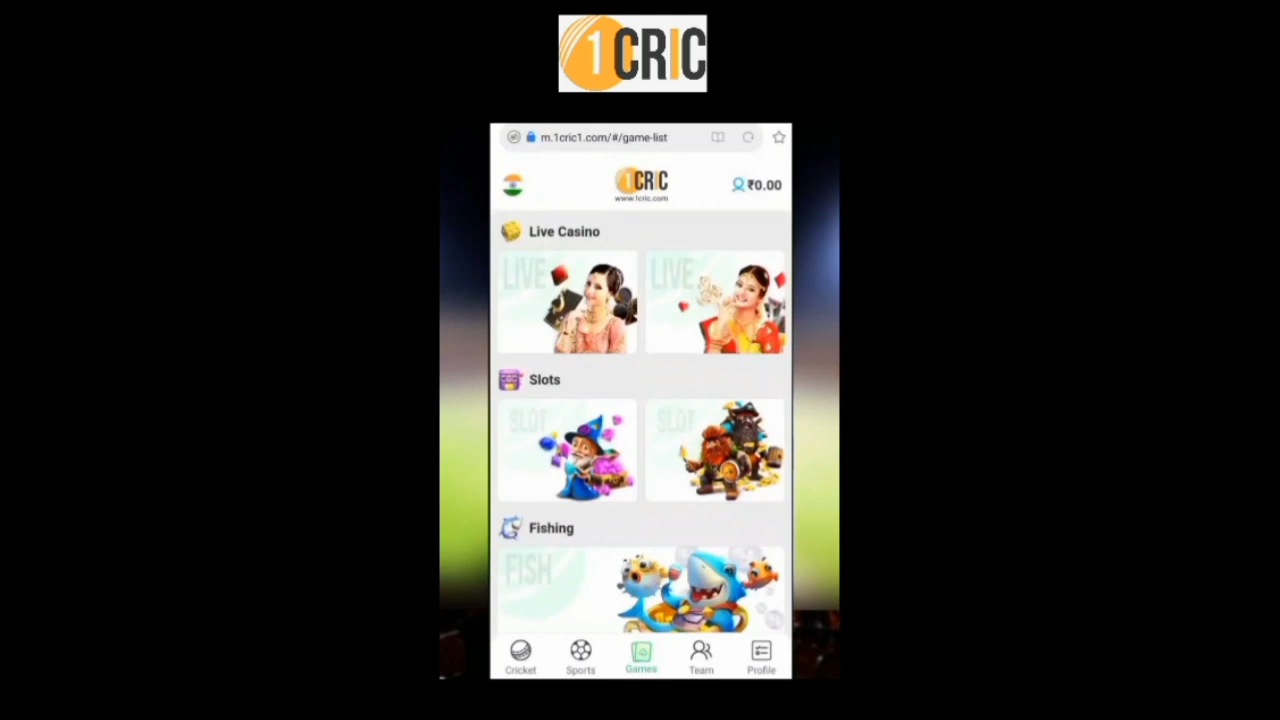 1CRIC
m.1cric1.com/#/game-list
1CRIC
www.1cric.com
₹0.00
Live Casino
LIVE
LIVE
Slots
SLOT
SLOT
Fishing
FISH
Cricket
Sports
Games
Team
Profile